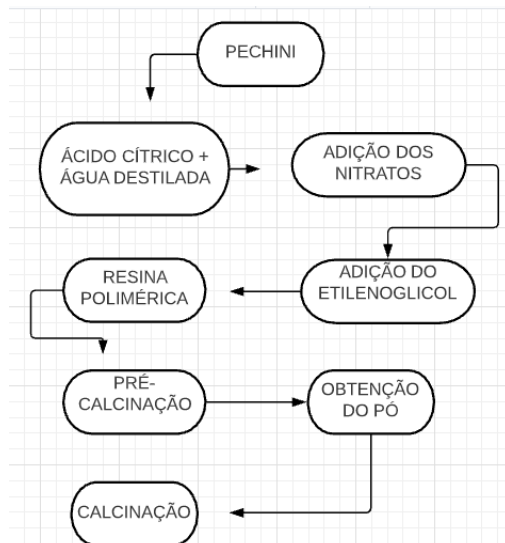 PECHINI
ÁCIDO CÍTRICO +
ÁGUA DESTILADA
ADIÇÃO DOS
NITRATOS
ADIÇÃO DO
ETILENOGLICOL
RESINA
POLIMÉRICA
PRÉ-
CALCINAÇÃO
OBTENÇÃO
DO PÓ
CALCINAÇÃO